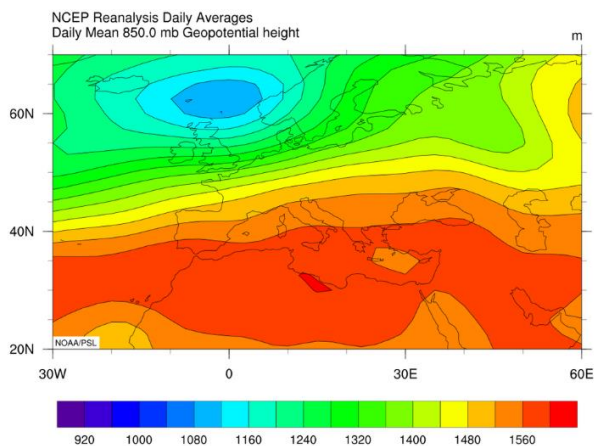 NCEP Reanalysis Daily Averages
Daily Mean 850.0 mb Geopotential height
m
60N
40N
20N
NOAA/PSL
30W 0 30E 60E
920 1000 1080 1160 1240 1320 1400 1480 1560